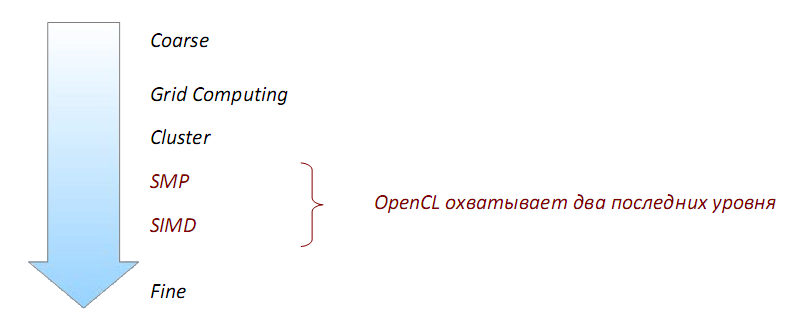 Coarse
Grid Computing
Cluster
SMP
SIMD
OpenCL охватывает два последних уровня
Fine